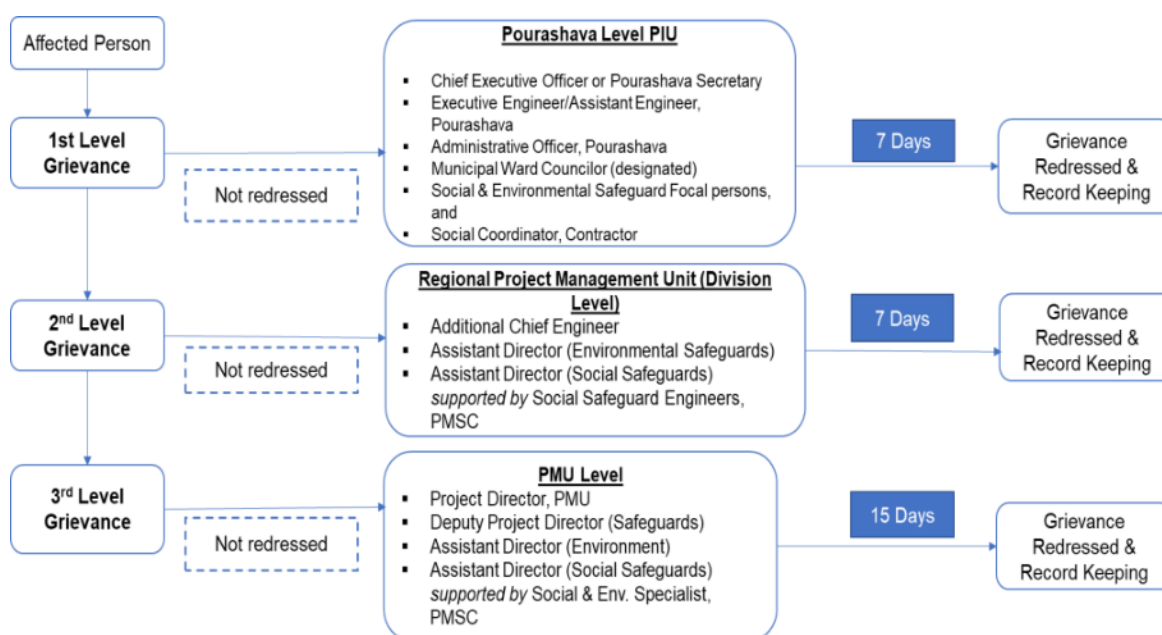 Affected Person
1st Level
Grievance
Not redressed
Pourashava Level PIU
▪ Chief Executive Officer or Pourashava Secretary
▪ Executive Engineer/Assistant Engineer,
Pourashava
▪ Administrative Officer, Pourashava
▪ Municipal Ward Councilor (designated)
▪ Social & Environmental Safeguard Focal persons,
and
▪ Social Coordinator, Contractor
7 Days
Grievance
Redressed &
Record Keeping
2nd Level
Grievance
Not redressed
Regional Project Management Unit (Division
Level)
▪ Additional Chief Engineer
▪ Assistant Director (Environmental Safeguards)
▪ Assistant Director (Social Safeguards)
supported by Social Safeguard Engineers,
PMSC
7 Days
Grievance
Redressed &
Record Keeping
3rd Level
Grievance
Not redressed
PMU Level
▪ Project Director, PMU
▪ Deputy Project Director (Safeguards)
▪ Assistant Director (Environment)
▪ Assistant Director (Social Safeguards)
supported by Social & Env. Specialist,
PMSC
15 Days
Grievance
Redressed &
Record Keeping